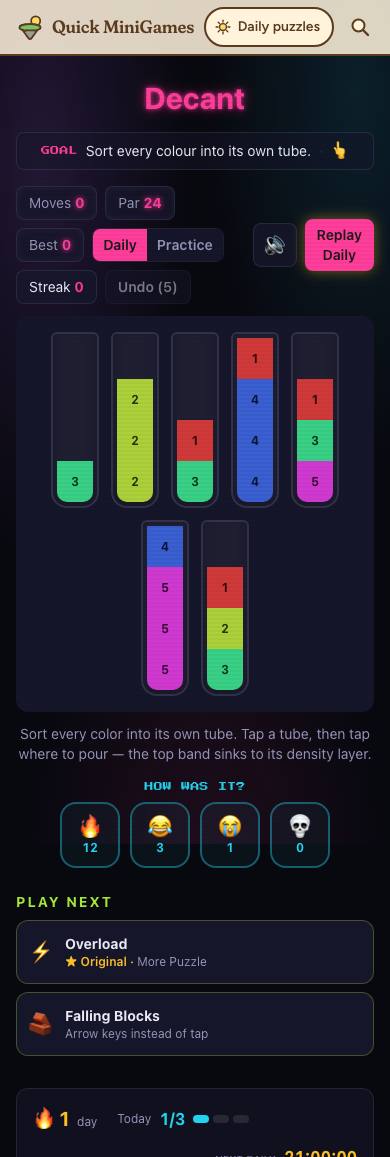 Quick MiniGames
Daily puzzles
Decant
GOAL Sort every colour into its own tube.
Moves 0
Par 24
Best 0
Daily
Practice
Replay
Daily
Streak 0
Undo (5)
1
2 4 1
2 1 4 3
3 2 3 4 5
4
5 1
5 2
5 3
Sort every color into its own tube. Tap a tube, then tap
where to pour — the top band sinks to its density layer.
HOW WAS IT?
12 3 1 0
PLAY NEXT
Overload
Original · More Puzzle
Falling Blocks
Arrow keys instead of tap
1 day Today 1/3
21:00:00